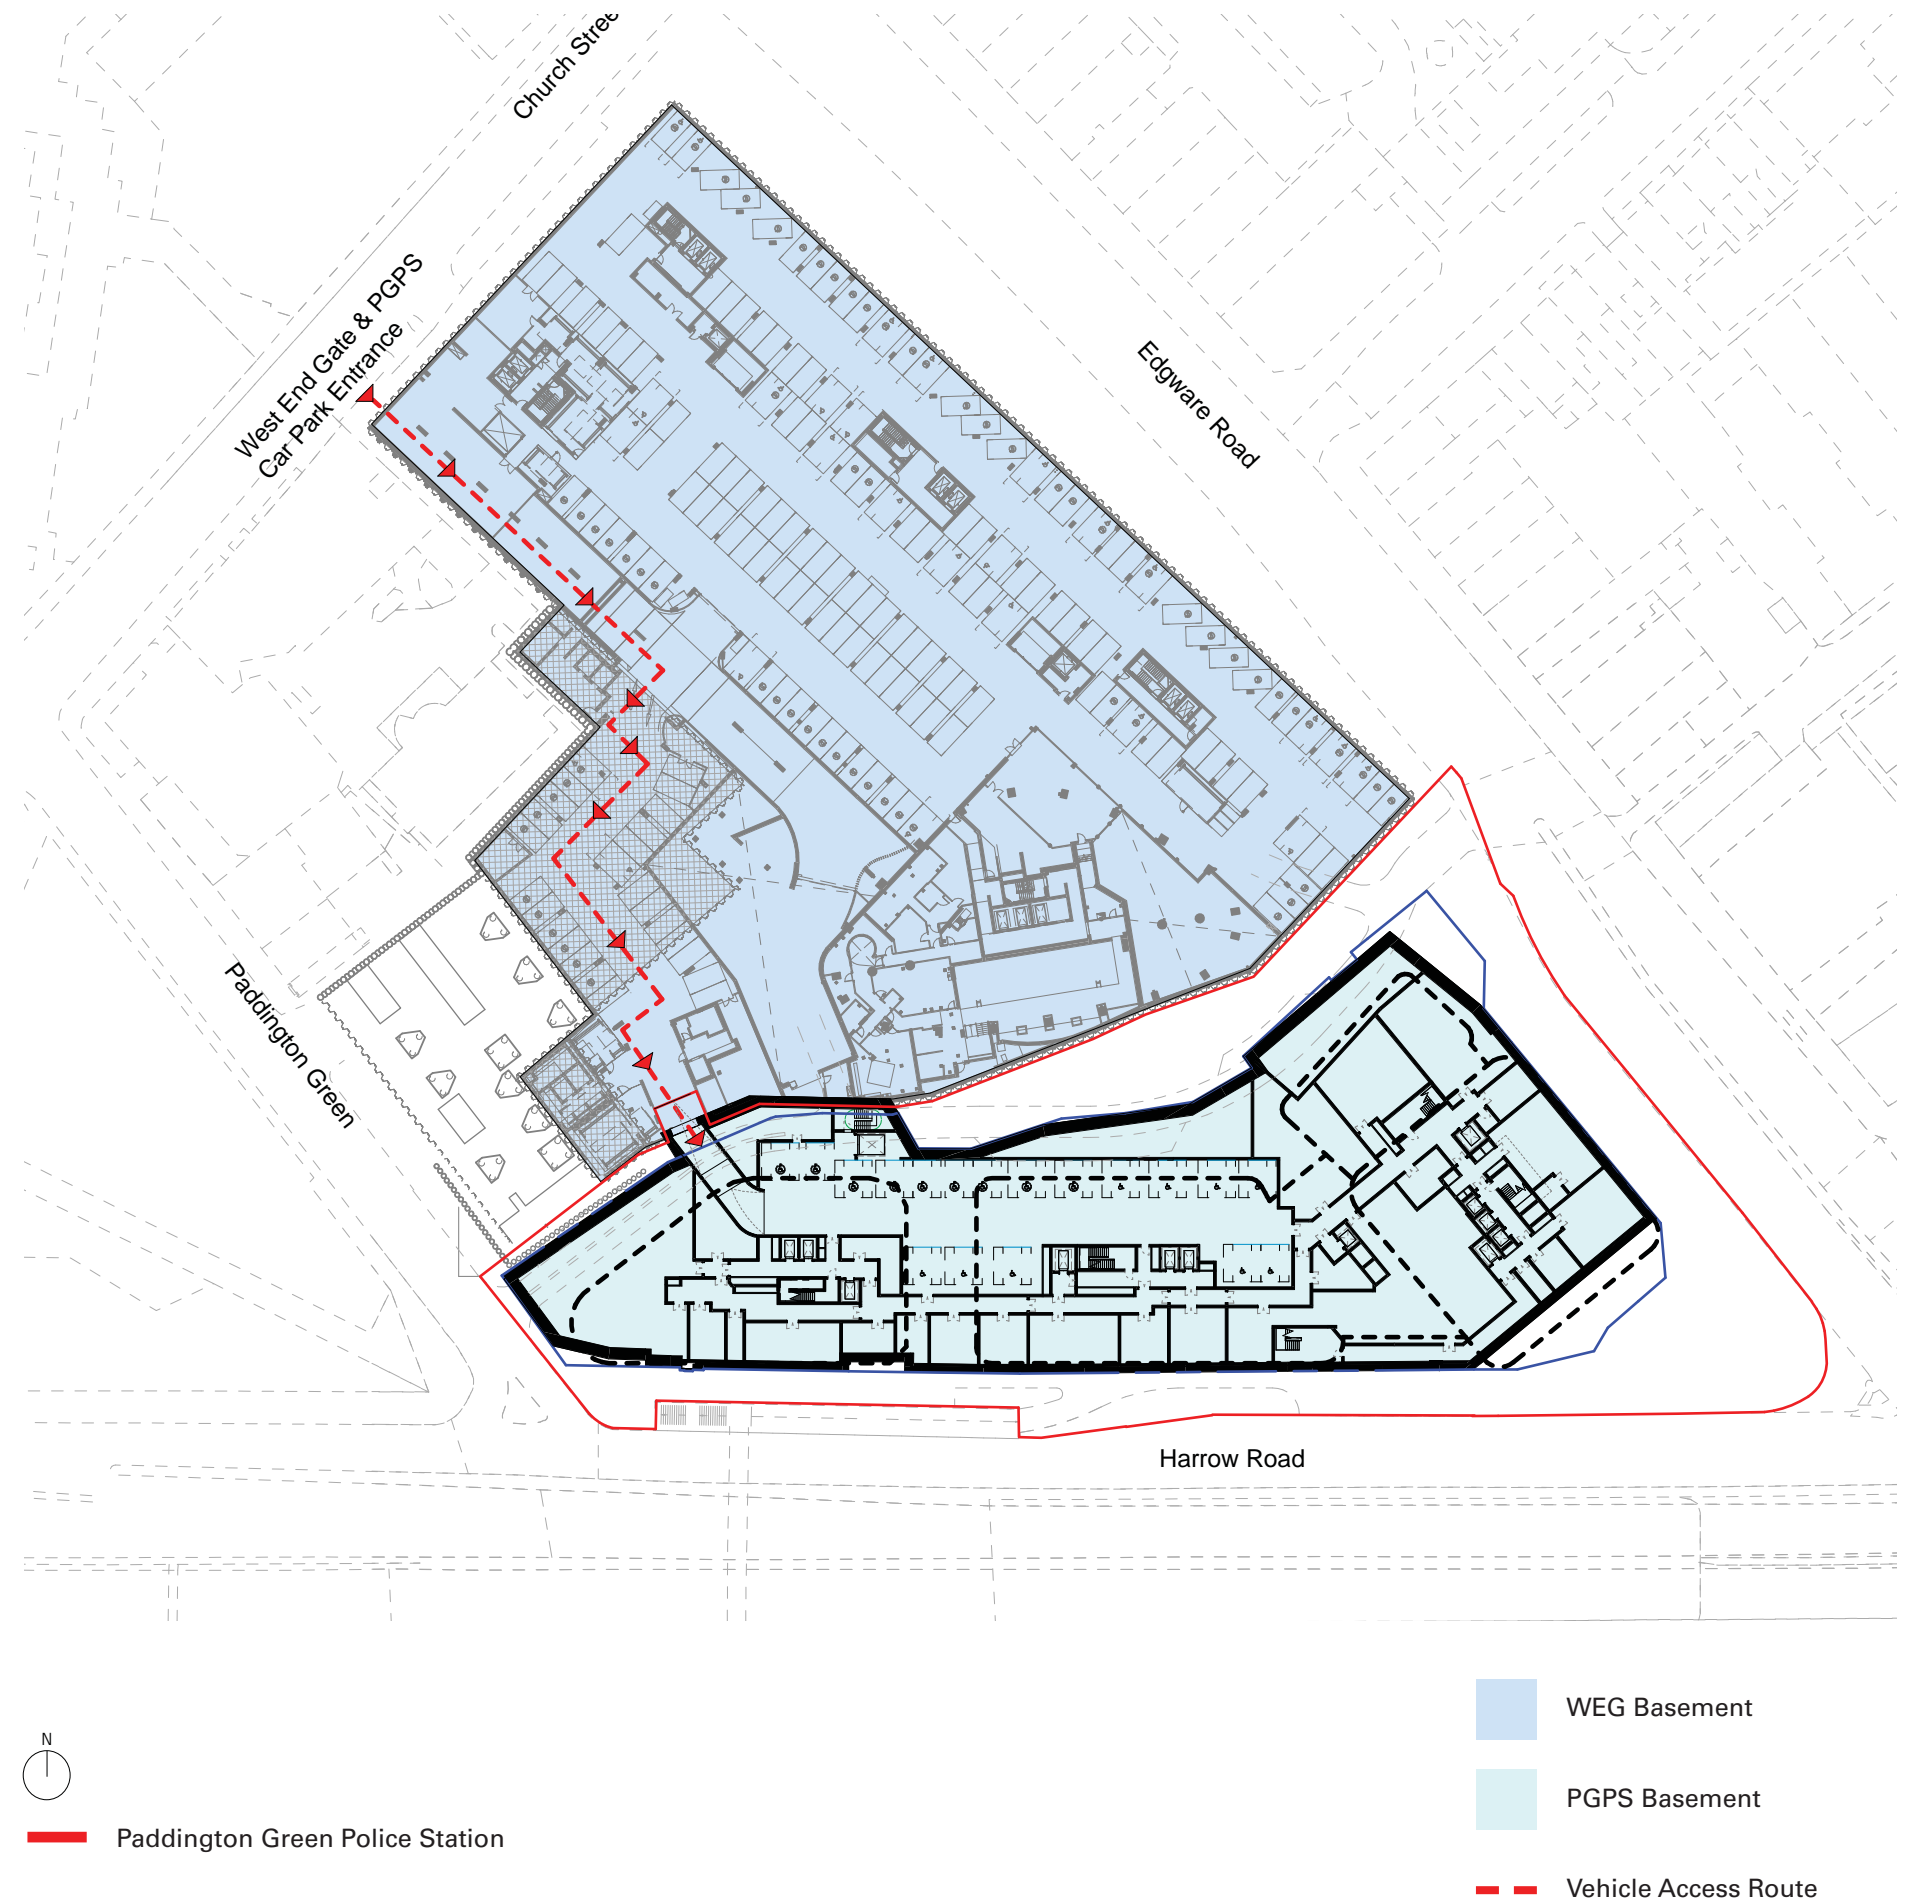 Church Stree
West End Gate & PGPS
Car Park Entrance
Edgware Road
Paddington Green
Harrow Road
WEG Basement
N
PGPS Basement
Paddington Green Police Station
Vehicle Access Route